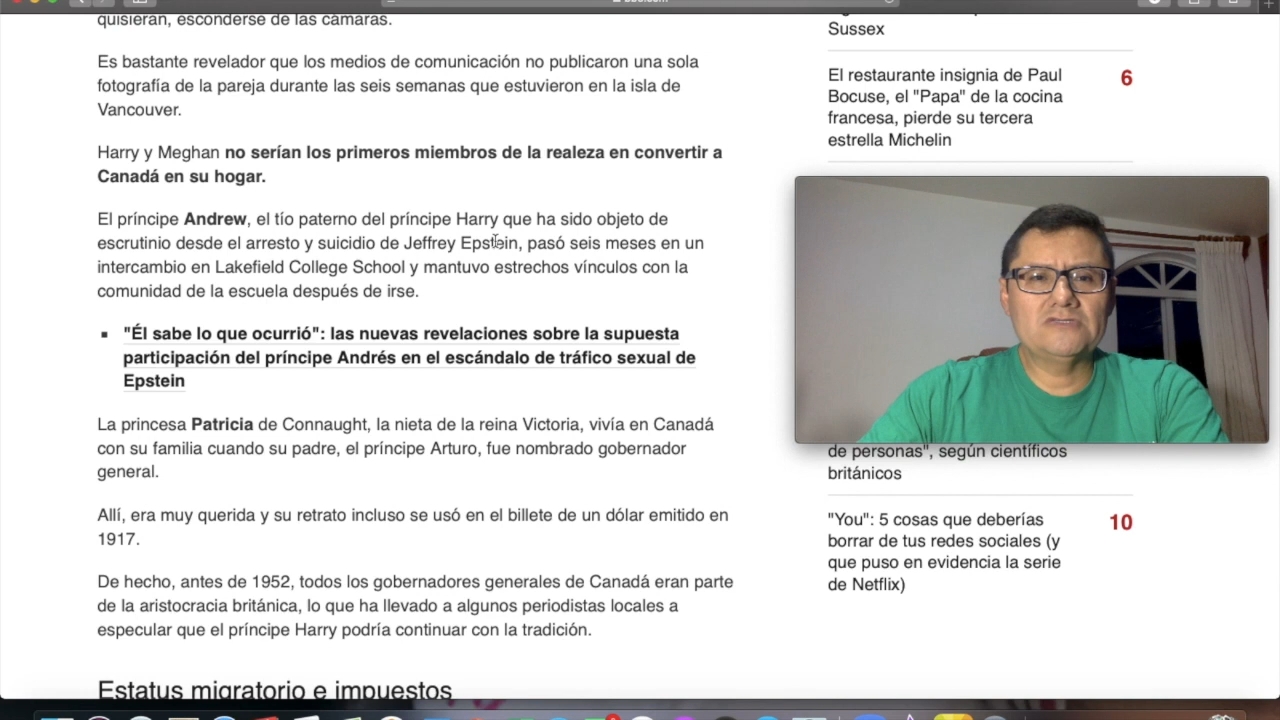 quisieran, esconderse de las cámaras.
Es bastante revelador que los medios de comunicación no publicaron una sola
fotografía de la pareja durante las seis semanas que estuvieron en la isla de
Vancouver.
Harry y Meghan no serían los primeros miembros de la realeza en convertir a
Canadá en su hogar.
El príncipe Andrew, el tío paterno del príncipe Harry que ha sido objeto de
escrutinio desde el arresto y suicidio de Jeffrey Epstein, pasó seis meses en un
intercambio en Lakefield College School y mantuvo estrechos vínculos con la
comunidad de la escuela después de irse.
"Él sabe lo que ocurrió": las nuevas revelaciones sobre la supuesta
participación del príncipe Andrés en el escándalo de tráfico sexual de
Epstein
La princesa Patricia de Connaught, la nieta de la reina Victoria, vivía en Canadá
con su familia cuando su padre, el príncipe Arturo, fue nombrado gobernador
general.
Allí, era muy querida y su retrato incluso se usó en el billete de un dólar emitido en
1917.
De hecho, antes de 1952, todos los gobernadores generales de Canadá eran parte
de la aristocracia británica, lo que ha llevado a algunos periodistas locales a
especular que el príncipe Harry podría continuar con la tradición.
Estatus migratorio e impuestos
Sussex
El restaurante insignia de Paul
6
Bocuse, el "Papa" de la cocina
francesa, pierde su tercera
estrella Michelin
de personas", según científicos
británicos
"You": 5 cosas que deberías
10
borrar de tus redes sociales (y
que puso en evidencia la serie
de Netflix)